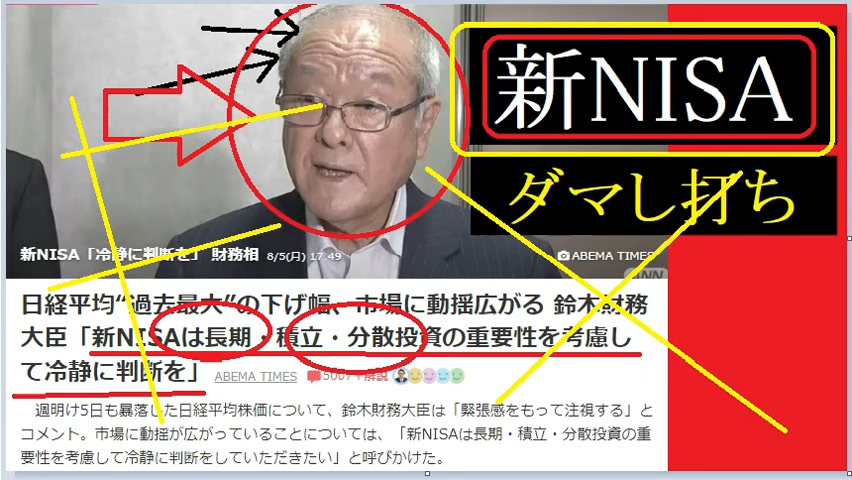 新NISA
ダマし打ち
新NISA「冷静に判断を」 財務相 8/5(月) 17:49
ABEMA TIMES
ANN
日経平均“過去最大”の下げ幅、市場に動揺広がる 鈴木財務
大臣「新NISAは長期・積立・分散投資の重要性を考慮し
て冷静に判断を」 ABEMA TIMES 500+解説
週明け5日も暴落した日経平均株価について、鈴木財務大臣は「緊張感をもって注視する」と
コメント。市場に動揺が広がっていることについては、「新NISAは長期・積立・分散投資の重
要性を考慮して冷静に判断をしていただきたい」と呼びかけた。